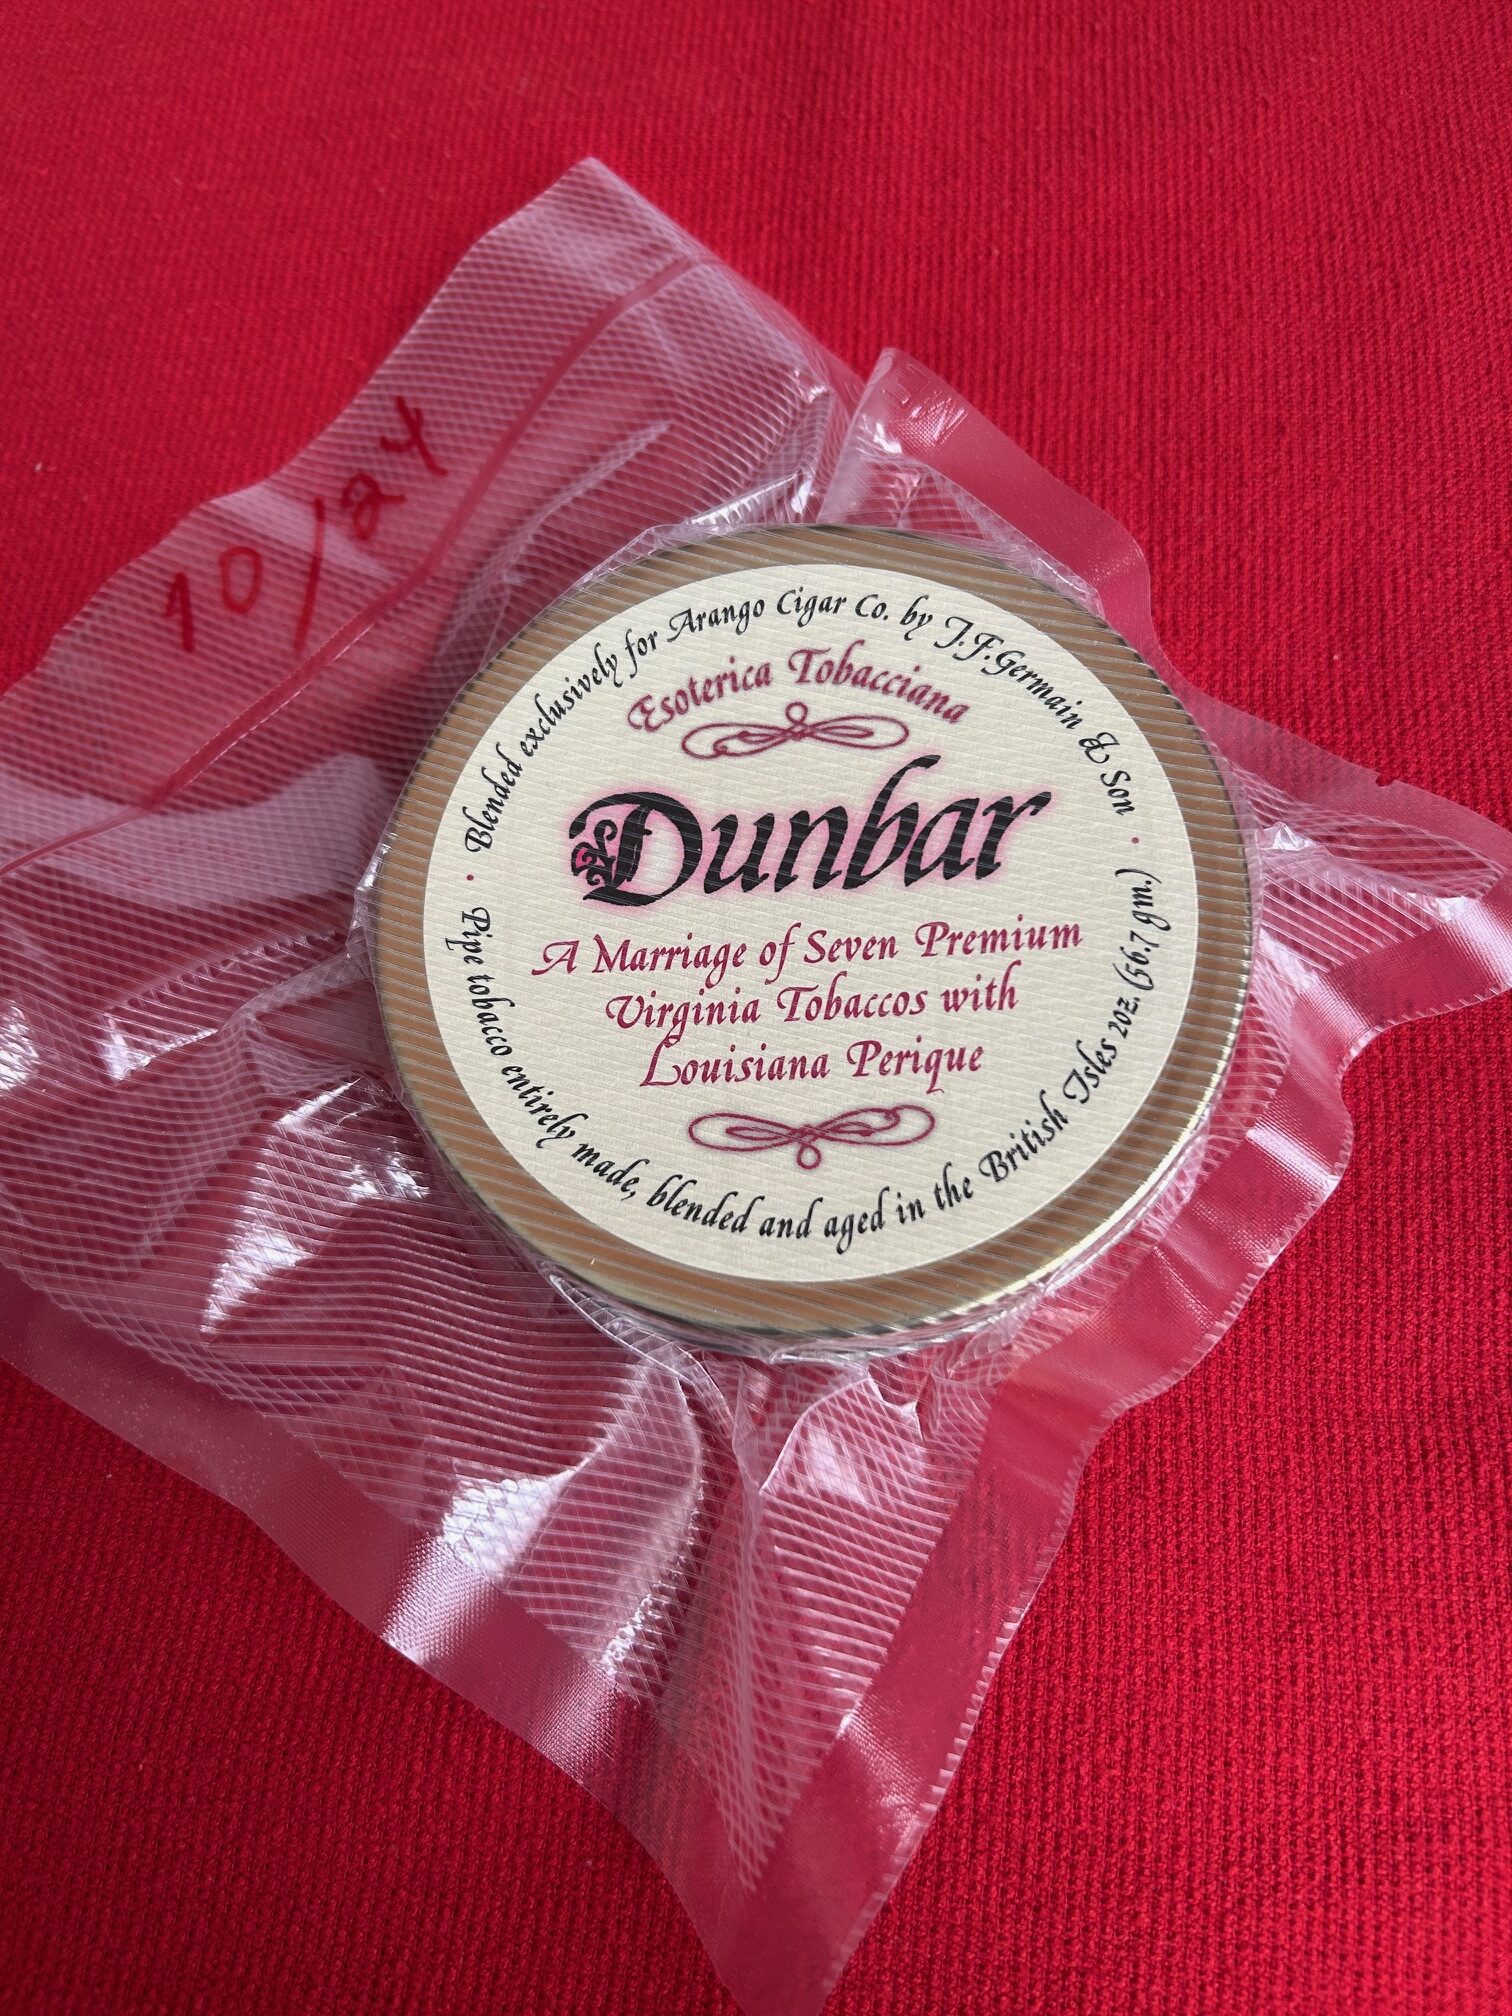 10/24
Blended exclusively for Arango Cigar Co. by J.F.Germain & Son
Esoterica Tobacciana
Dunbar
A Marriage of Seven Premium
Virginia Tobaccos with
Louisiana Perique
Pipe tobacco entirely made, blended and aged in the British Isles 2oz. (56.7 gm.)